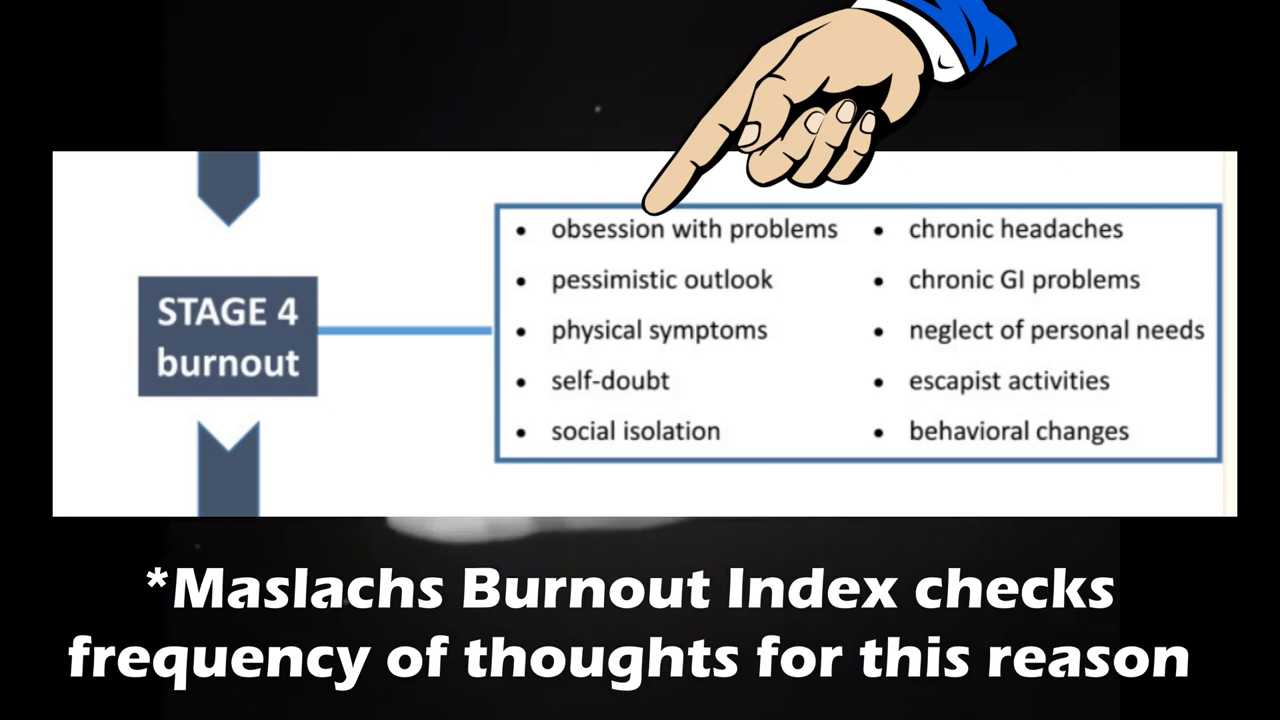 STAGE 4
burnout
• obsession with problems
• pessimistic outlook
• physical symptoms
• self-doubt
• social isolation
• chronic headaches
• chronic GI problems
• neglect of personal needs
• escapist activities
• behavioral changes
*Maslachs Burnout Index checks
frequency of thoughts for this reason